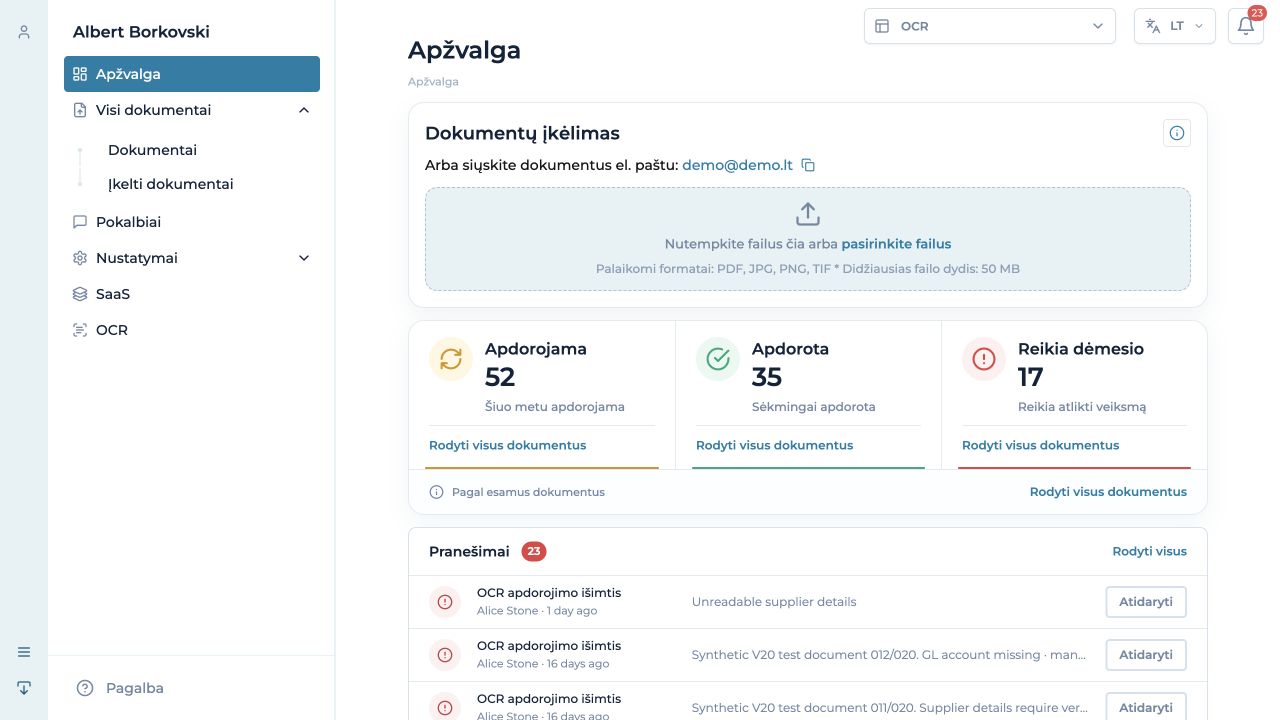 Albert Borkovski
Apžvalga
Visi dokumentai
Dokumentai
Įkelti dokumentai
Pokalbiai
Nustatymai
SaaS
OCR
Pagalba
OCR
LT
23
Apžvalga
Apžvalga
Dokumentų įkėlimas
Arba siųskite dokumentus el. paštu: demo@demo.lt
Nutempkite failus čia arba pasirinkite failus
Palaikomi formatai: PDF, JPG, PNG, TIF * Didžiausias failo dydis: 50 MB
Apdorojama
52
Šiuo metu apdorojama
Rodyti visus dokumentus
Apdorota
35
Sėkmingai apdorota
Rodyti visus dokumentus
Reikia dėmesio
17
Reikia atlikti veiksmą
Rodyti visus dokumentus
Pagal esamus dokumentus
Rodyti visus dokumentus
Pranešimai 23
Rodyti visus
OCR apdorojimo išimtis
Alice Stone · 1 day ago
Unreadable supplier details
Atidaryti
OCR apdorojimo išimtis
Alice Stone · 16 days ago
Synthetic V20 test document 012/020. GL account missing · man...
Atidaryti
OCR apdorojimo išimtis
Alice Stone · 16 days ago
Synthetic V20 test document 011/020. Supplier details require ver...
Atidaryti